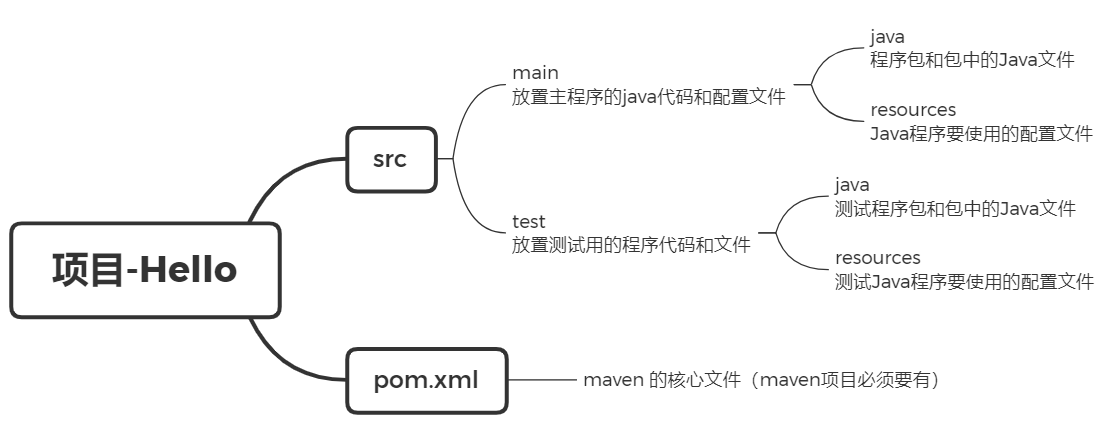 项目-Hello
src
main
放置主程序的java代码和配置文件
java
程序包和包中的Java文件
resources
Java程序要使用的配置文件
test
放置测试用的程序代码和文件
java
测试程序包和包中的Java文件
resources
测试Java程序要使用的配置文件
pom.xml
maven 的核心文件（maven项目必须要有）